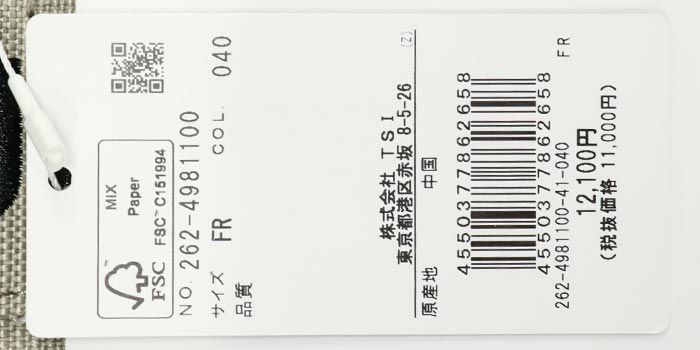 MIX
Paper
FSC™ C151994
FSC
NO. 262-4981100
サイズ FR COL. 040
品質
株式会社 TSI
東京都港区赤坂 8-5-26 (Z)
原産地 中国
4550377862658
4550377862658
262-4981100-41-040 FR
12,100円
(税抜価格 11,000円)